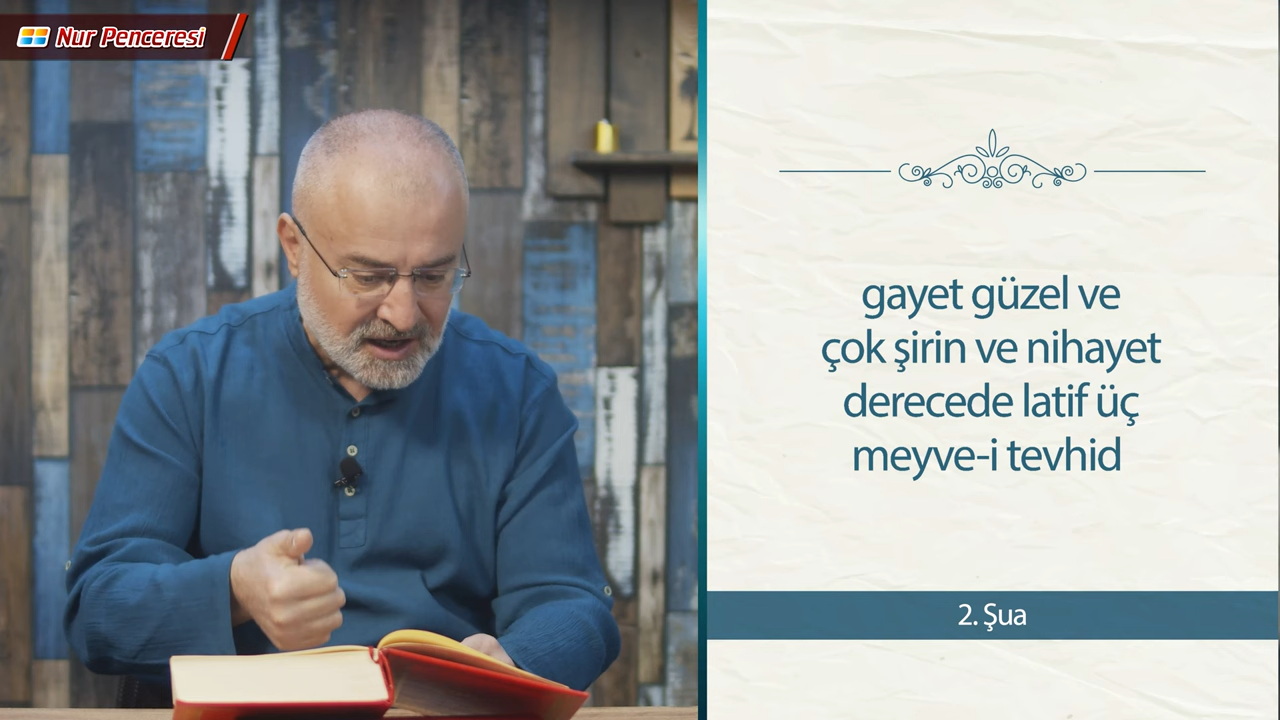 Nur Penceresi
gayet güzel ve
çok şirin ve nihayet
derecede latif üç
meyve-i tevhid
2. Şua